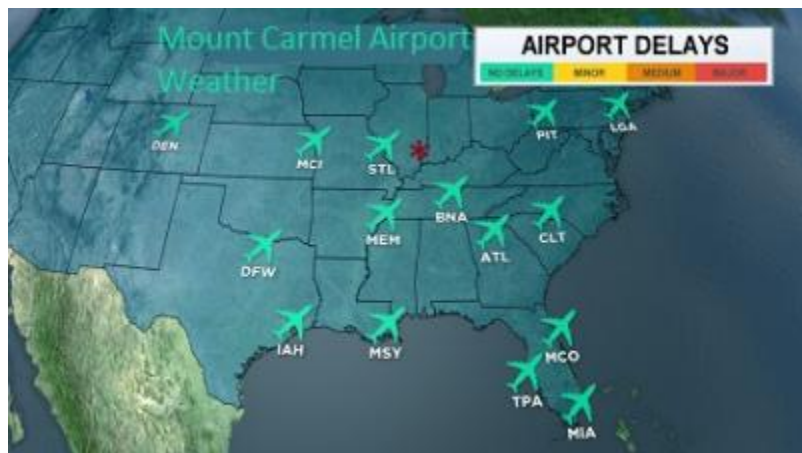 Mount Carmel Airport
Weather
AIRPORT DELAYS
NO DELAYS MINOR MEDIUM MAJOR
DEN
MCI
STL
PIT
LGA
BNA
MEM
ATL
CLT
DFW
IAH
MSY
MCO
TPA
MIA